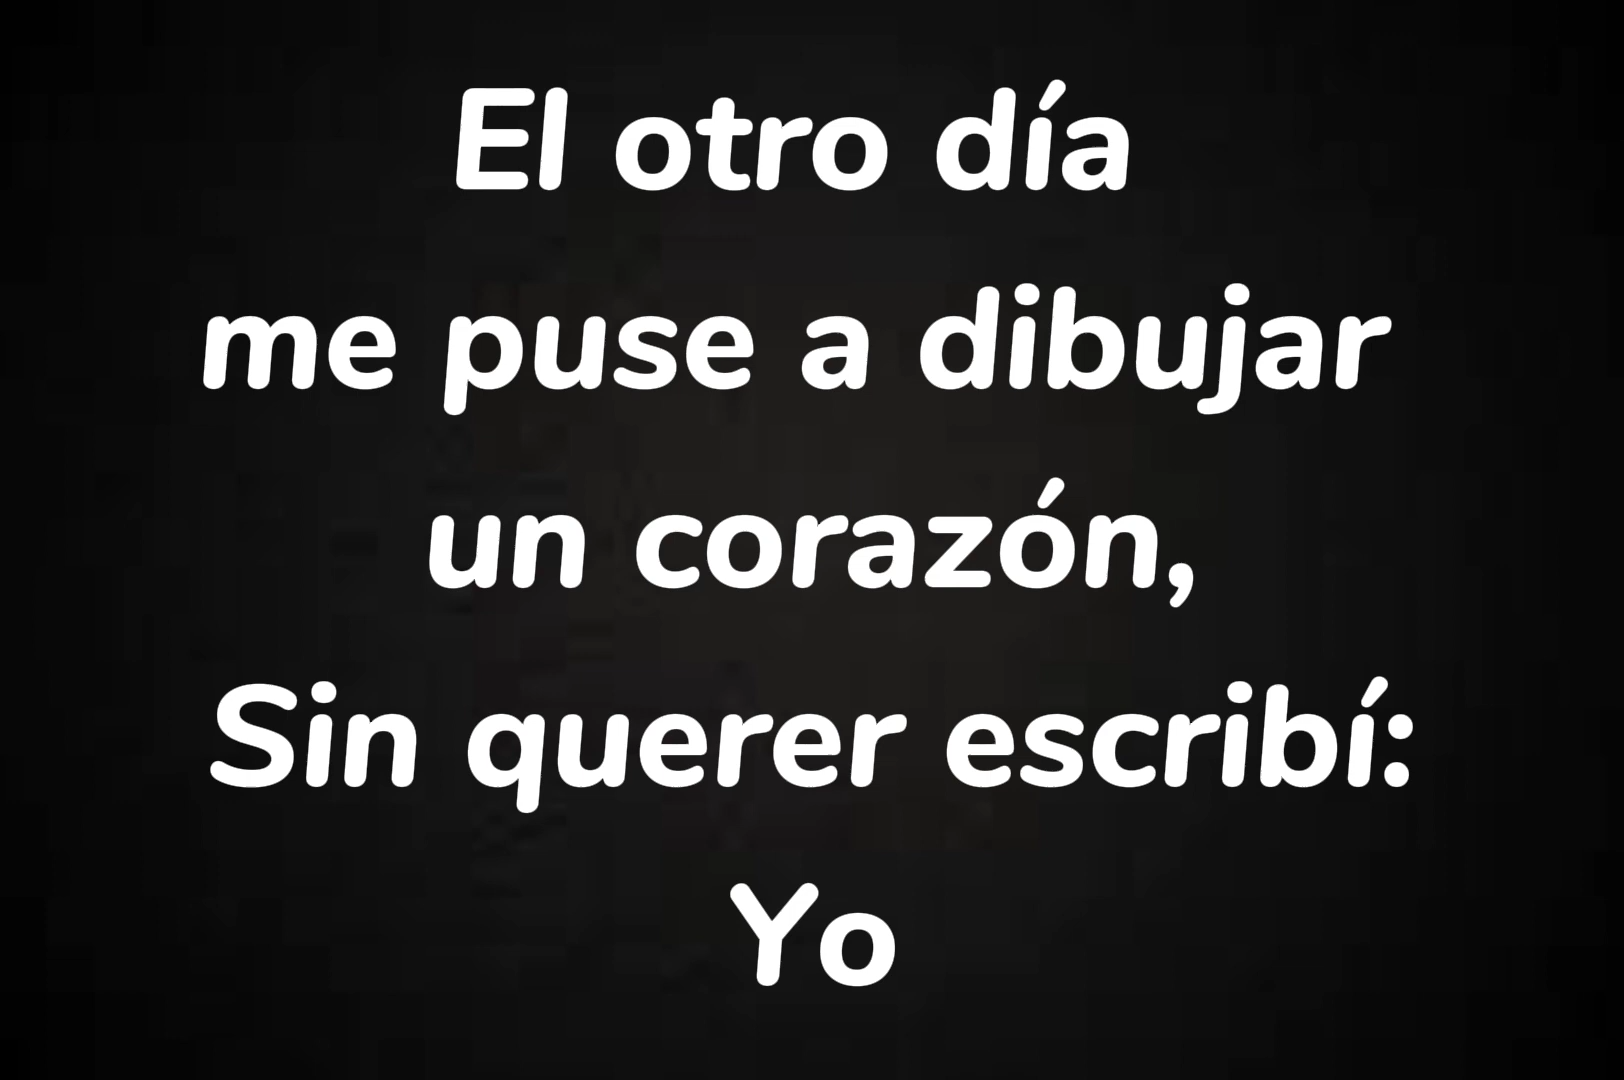 El otro día
me puse a dibujar
un corazón,
Sin querer escribí:
Yo